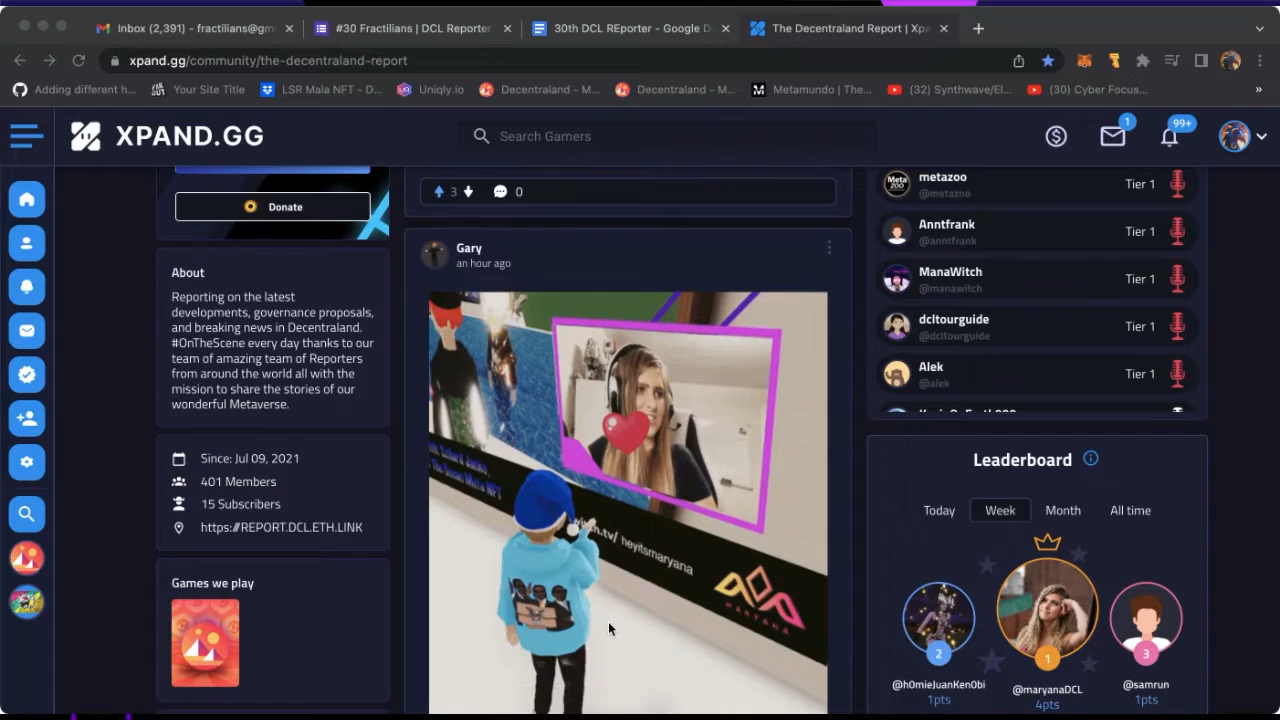 Inbox (2,391) - fractilians@gm
#30 Fractilians | DCL Reporter
30th DCL REporter - Google D
The Decentraland Report | Xpa
xpand.gg/community/the-decentraland-report
Adding different h...
Your Site Title
LSR Mala NFT - D...
Uniqly.io
Decentraland - M...
Decentraland - M...
Metamundo | The...
(32) Synthwave/El...
(30) Cyber Focus...
»
XPAND.GG
Search Gamers
1
99+
Donate
About
Reporting on the latest
developments, governance proposals,
and breaking news in Decentraland.
#OnTheScene every day thanks to our
team of amazing team of Reporters
from around the world all with the
mission to share the stories of our
wonderful Metaverse.
Since: Jul 09, 2021
401 Members
15 Subscribers
https://REPORT.DCL.ETH.LINK
Games we play
3
0
Gary
an hour ago
heyitsmaryana
MARYANA
Meta ZOO
metazoo
@metazoo
Tier 1
Anntfrank
@anntfrank
Tier 1
ManaWitch
@manawitch
Tier 1
dcltourguide
@dcltourguide
Tier 1
Alek
@alek
Tier 1
Leaderboard
Today
Week
Month
All time
2
1
3
@h0mieJuanKen0bi
1pts
@maryanaDCL
4pts
@samrun
1pts